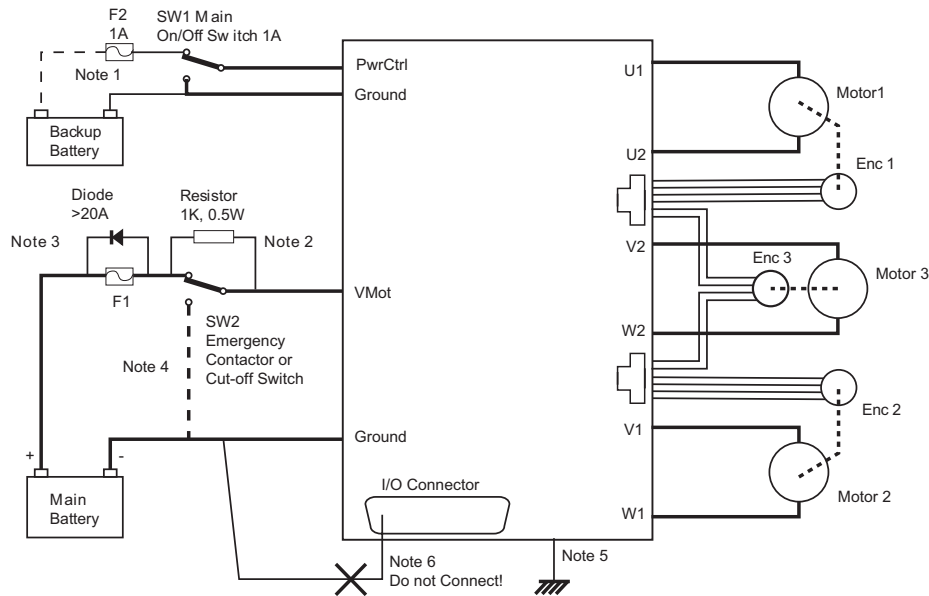 F2
1A
SW1 Main
On/Off Switch 1A
Note 1
Backup
Battery
PwrCtrl
Ground
Diode
>20A
Resistor
1K, 0.5W
Note 3
Note 2
F1
VMot
SW2
Emergency
Contactor or
Cut-off Switch
Note 4
Ground
+
-
Main
Battery
I/O Connector
Note 6
Do not Connect!
Note 5
U1
Motor1
U2
Enc 1
V2
Enc 3
Motor 3
W2
Enc 2
V1
Motor 2
W1